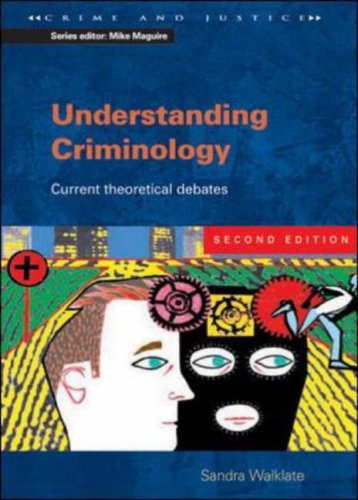 CRIME AND JUSTICE
Series editor: Mike Maguire
Understanding
Criminology
Current theoretical debates
SECOND EDITION
Sandra Walklate